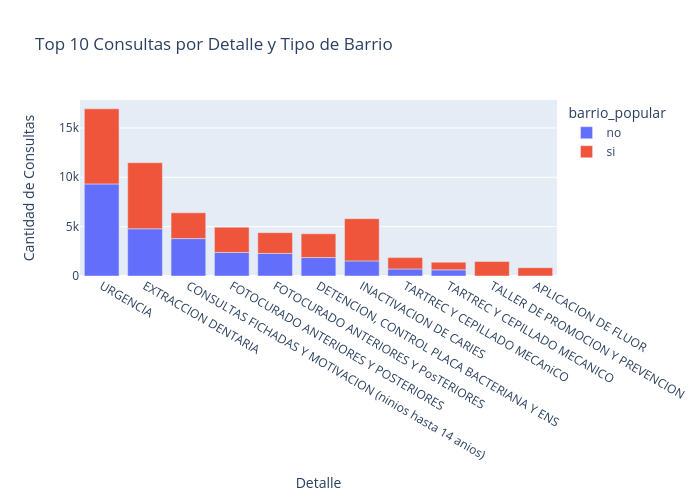 Top 10 Consultas por Detalle y Tipo de Barrio
barrio_popular
no
si
Cantidad de Consultas
15k
10k
5k
0
URGENCIA
EXTRACCION DENTARIA
CONSULTAS FICHADAS Y MOTIVACION (ninios hasta 14 anios)
FOTOCURADO ANTERIORES Y POSTERIORES
FOTOCURADO ANTERIORES Y PosTERIORES
DETENCION, CONTROL PLACA BACTERIANA Y ENS
INACTIVACION DE CARIES
TARTREC Y CEPILLADO MECAniCO
TARTREC Y CEPILLADO MECANICO
TALLER DE PROMOCION Y PREVENCION
APLICACION DE FLUOR
Detalle